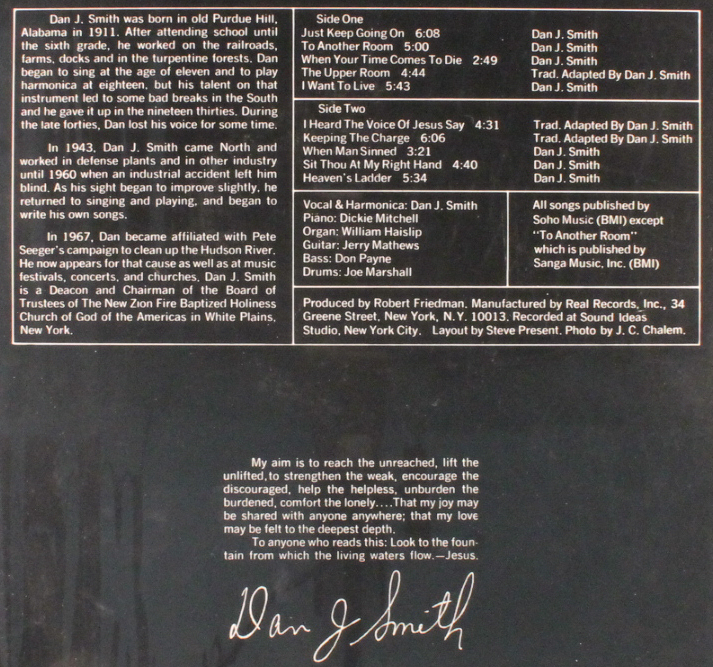 Dan J. Smith was born in old Purdue Hill,
Alabama in 1911. After attending school until
the sixth grade, he worked on the railroads,
farms, docks and in the turpentine forests. Dan
began to sing at the age of eleven and to play
harmonica at eighteen, but his talent on that
instrument led to some bad breaks in the South
and he gave it up in the nineteen thirties. During
the late forties, Dan lost his voice for some time.
In 1943, Dan J. Smith came North and
worked in defense plants and in other industry
until 1960 when an industrial accident left him
blind. As his sight began to improve slightly, he
returned to singing and playing, and began to
write his own songs.
In 1967, Dan became affiliated with Pete
Seeger's campaign to clean up the Hudson River.
He now appears for that cause as well as at music
festivals, concerts, and churches. Dan J. Smith
is a Deacon and Chairman of the Board of
Trustees of The New Zion Fire Baptized Holiness
Church of God of the Americas in White Plains,
New York.
Side One
Just Keep Going On 6:08 Dan J. Smith
To Another Room 5:00 Dan J. Smith
When Your Time Comes To Die 2:49 Dan J. Smith
The Upper Room 4:44 Trad. Adapted By Dan J. Smith
I Want To Live 5:43 Dan J. Smith
Side Two
I Heard The Voice Of Jesus Say 4:31 Trad. Adapted By Dan J. Smith
Keeping The Charge 6:06 Trad. Adapted By Dan J. Smith
When Man Sinned 3:21 Dan J. Smith
Sit Thou At My Right Hand 4:40 Dan J. Smith
Heaven's Ladder 5:34 Dan J. Smith
Vocal & Harmonica: Dan J. Smith
Piano: Dickie Mitchell
Organ: William Haislip
Guitar: Jerry Mathews
Bass: Don Payne
Drums: Joe Marshall
All songs published by
Soho Music (BMI) except
"To Another Room"
which is published by
Sanga Music, Inc. (BMI)
Produced by Robert Friedman. Manufactured by Real Records, Inc., 34
Greene Street, New York, N.Y. 10013. Recorded at Sound Ideas
Studio, New York City. Layout by Steve Present. Photo by J. C. Chalem.
My aim is to reach the unreached, lift the
unlifted, to strengthen the weak, encourage the
discouraged, help the helpless, unburden the
burdened, comfort the lonely....That my joy may
be shared with anyone anywhere; that my love
may be felt to the deepest depth.
To anyone who reads this: Look to the foun-
tain from which the living waters flow.—Jesus.
Dan J Smith